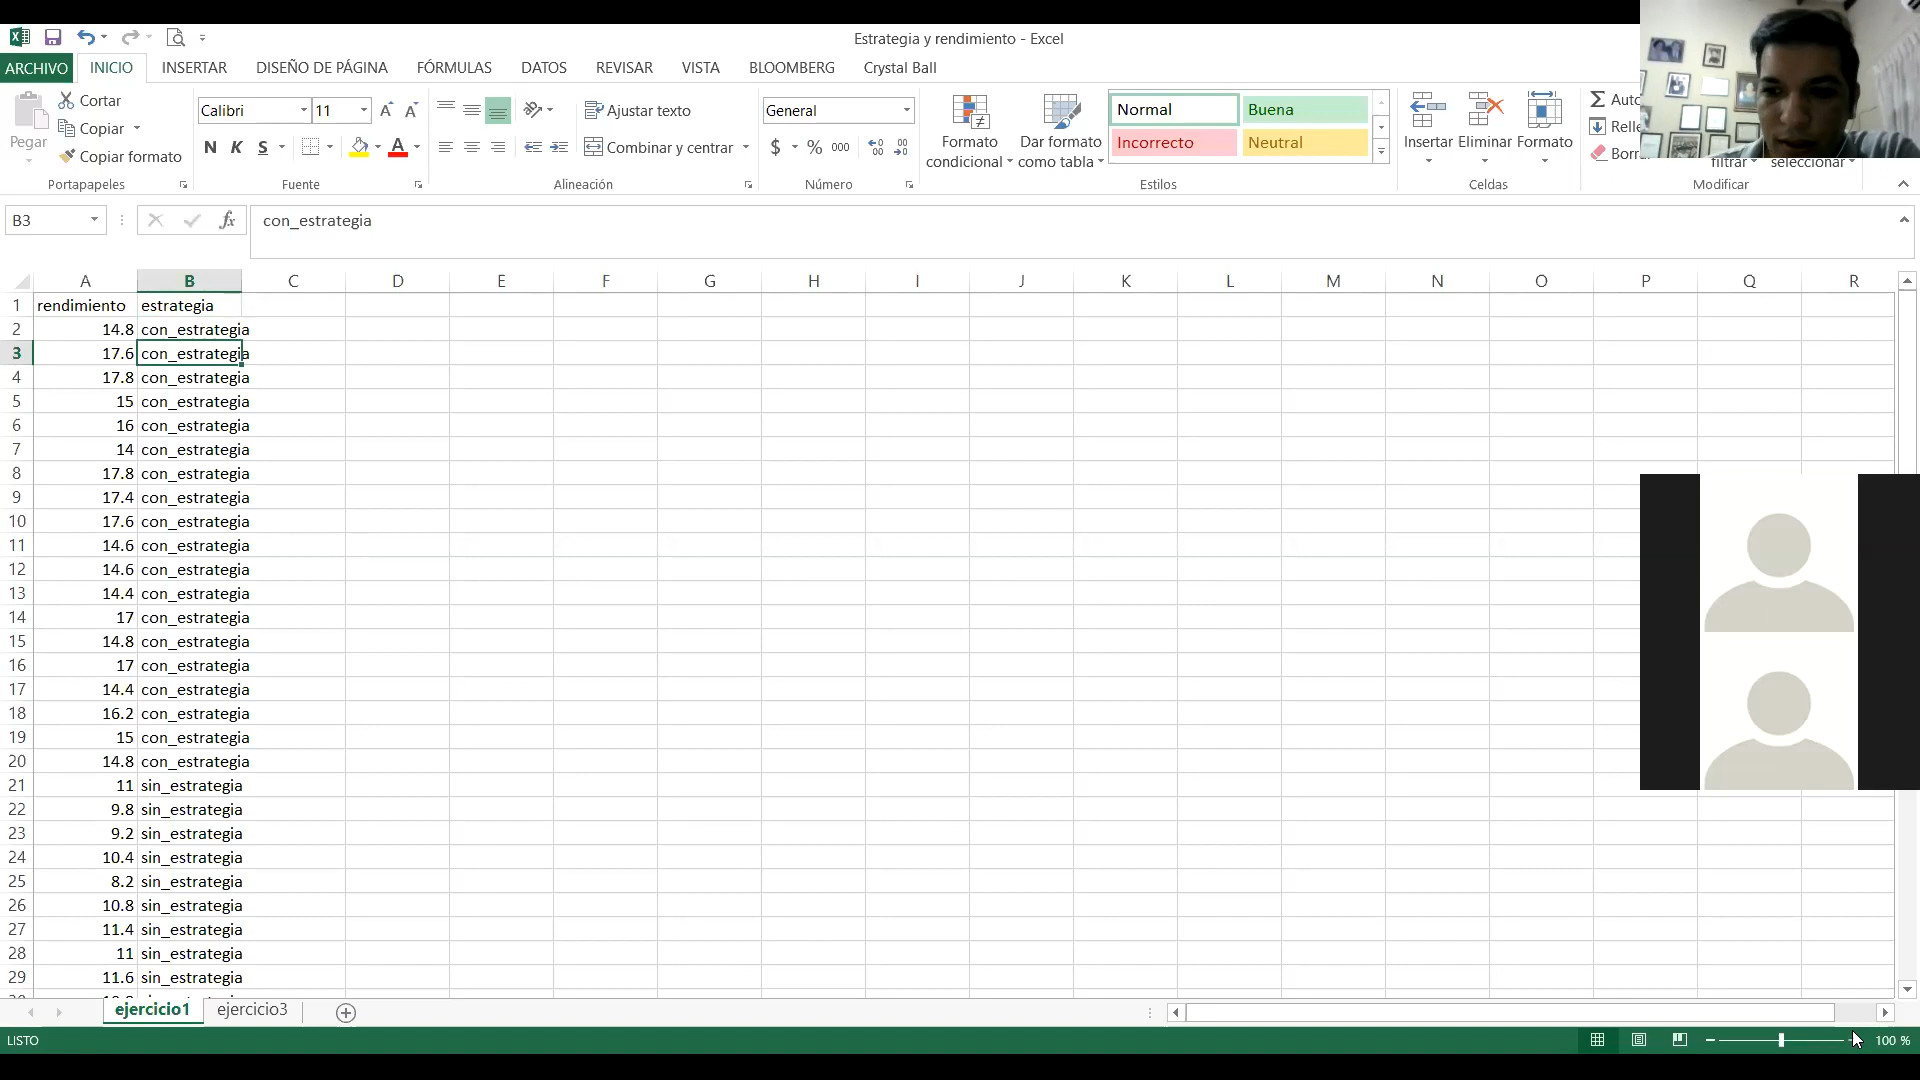 Estrategia y rendimiento - Excel
ARCHIVO INICIO INSERTAR DISEÑO DE PÁGINA FÓRMULAS DATOS REVISAR VISTA BLOOMBERG Crystal Ball
Pegar
Cortar
Copiar
Copiar formato
Portapapeles
Calibri 11
N K S
Fuente
Ajustar texto
Combinar y centrar
Alineación
General
$ % 000
Número
Formato condicional
Dar formato como tabla
Normal Buena
Incorrecto Neutral
Estilos
Insertar Eliminar Formato
Celdas
Σ Auto
Relle
Borr
filtrar seleccionar
Modificar
B3 fx con_estrategia
A B C D E F G H I J K L M N O P Q R
1 rendimiento estrategia
2 14.8 con_estrategia
3 17.6 con_estrategia
4 17.8 con_estrategia
5 15 con_estrategia
6 16 con_estrategia
7 14 con_estrategia
8 17.8 con_estrategia
9 17.4 con_estrategia
10 17.6 con_estrategia
11 14.6 con_estrategia
12 14.6 con_estrategia
13 14.4 con_estrategia
14 17 con_estrategia
15 14.8 con_estrategia
16 17 con_estrategia
17 14.4 con_estrategia
18 16.2 con_estrategia
19 15 con_estrategia
20 14.8 con_estrategia
21 11 sin_estrategia
22 9.8 sin_estrategia
23 9.2 sin_estrategia
24 10.4 sin_estrategia
25 8.2 sin_estrategia
26 10.8 sin_estrategia
27 11.4 sin_estrategia
28 11 sin_estrategia
29 11.6 sin_estrategia
ejercicio1 ejercicio3
LISTO 100 %